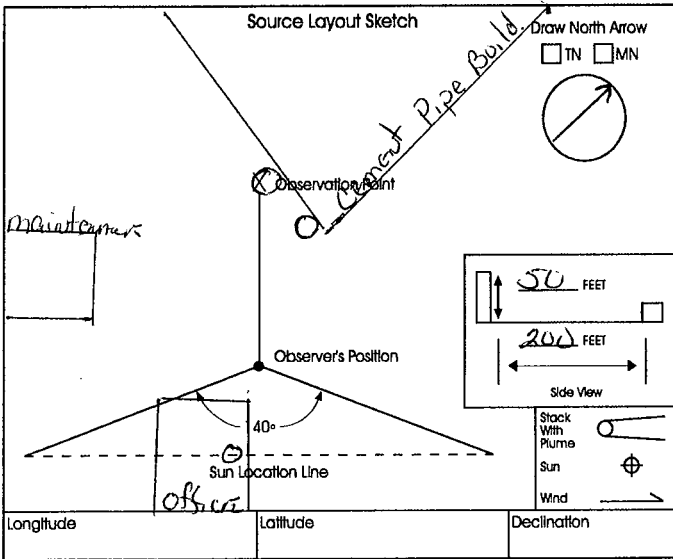 Source Layout Sketch
Draw North Arrow
TN MN
Cement Pipe Build.
Observation Point
50 FEET
200 FEET
Side View
Observer's Position
40°
Sun Location Line
Office
Stack
With
Plume
Sun
Wind
Longitude
Latitude
Declination